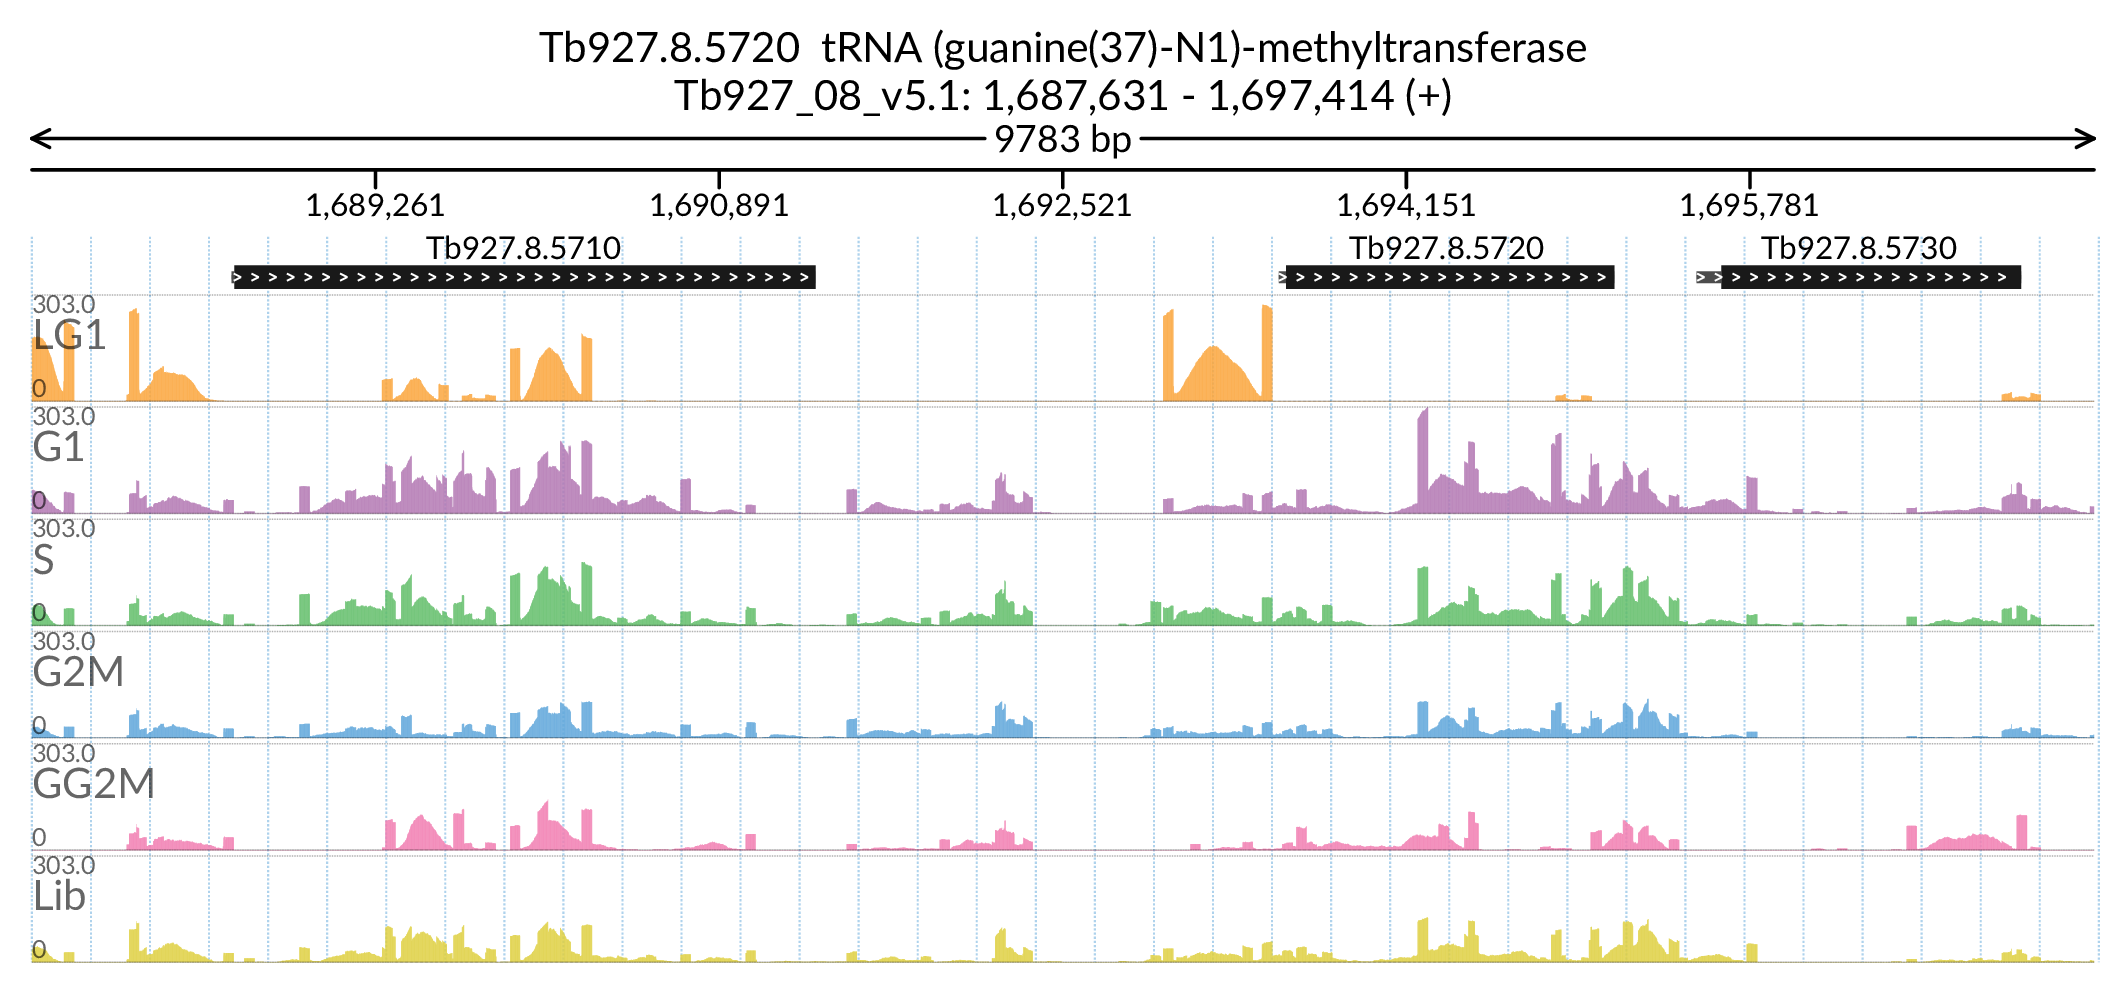 Tb927.8.5720 tRNA (guanine(37)-N1)-methyltransferase
Tb927_08_v5.1: 1,687,631 - 1,697,414 (+)
9783 bp
1,689,261 1,690,891 1,692,521 1,694,151 1,695,781
Tb927.8.5710 Tb927.8.5720 Tb927.8.5730
303.0
LG1
0
303.0
G1
0
303.0
S
0
303.0
G2M
0
303.0
GG2M
0
303.0
Lib
0